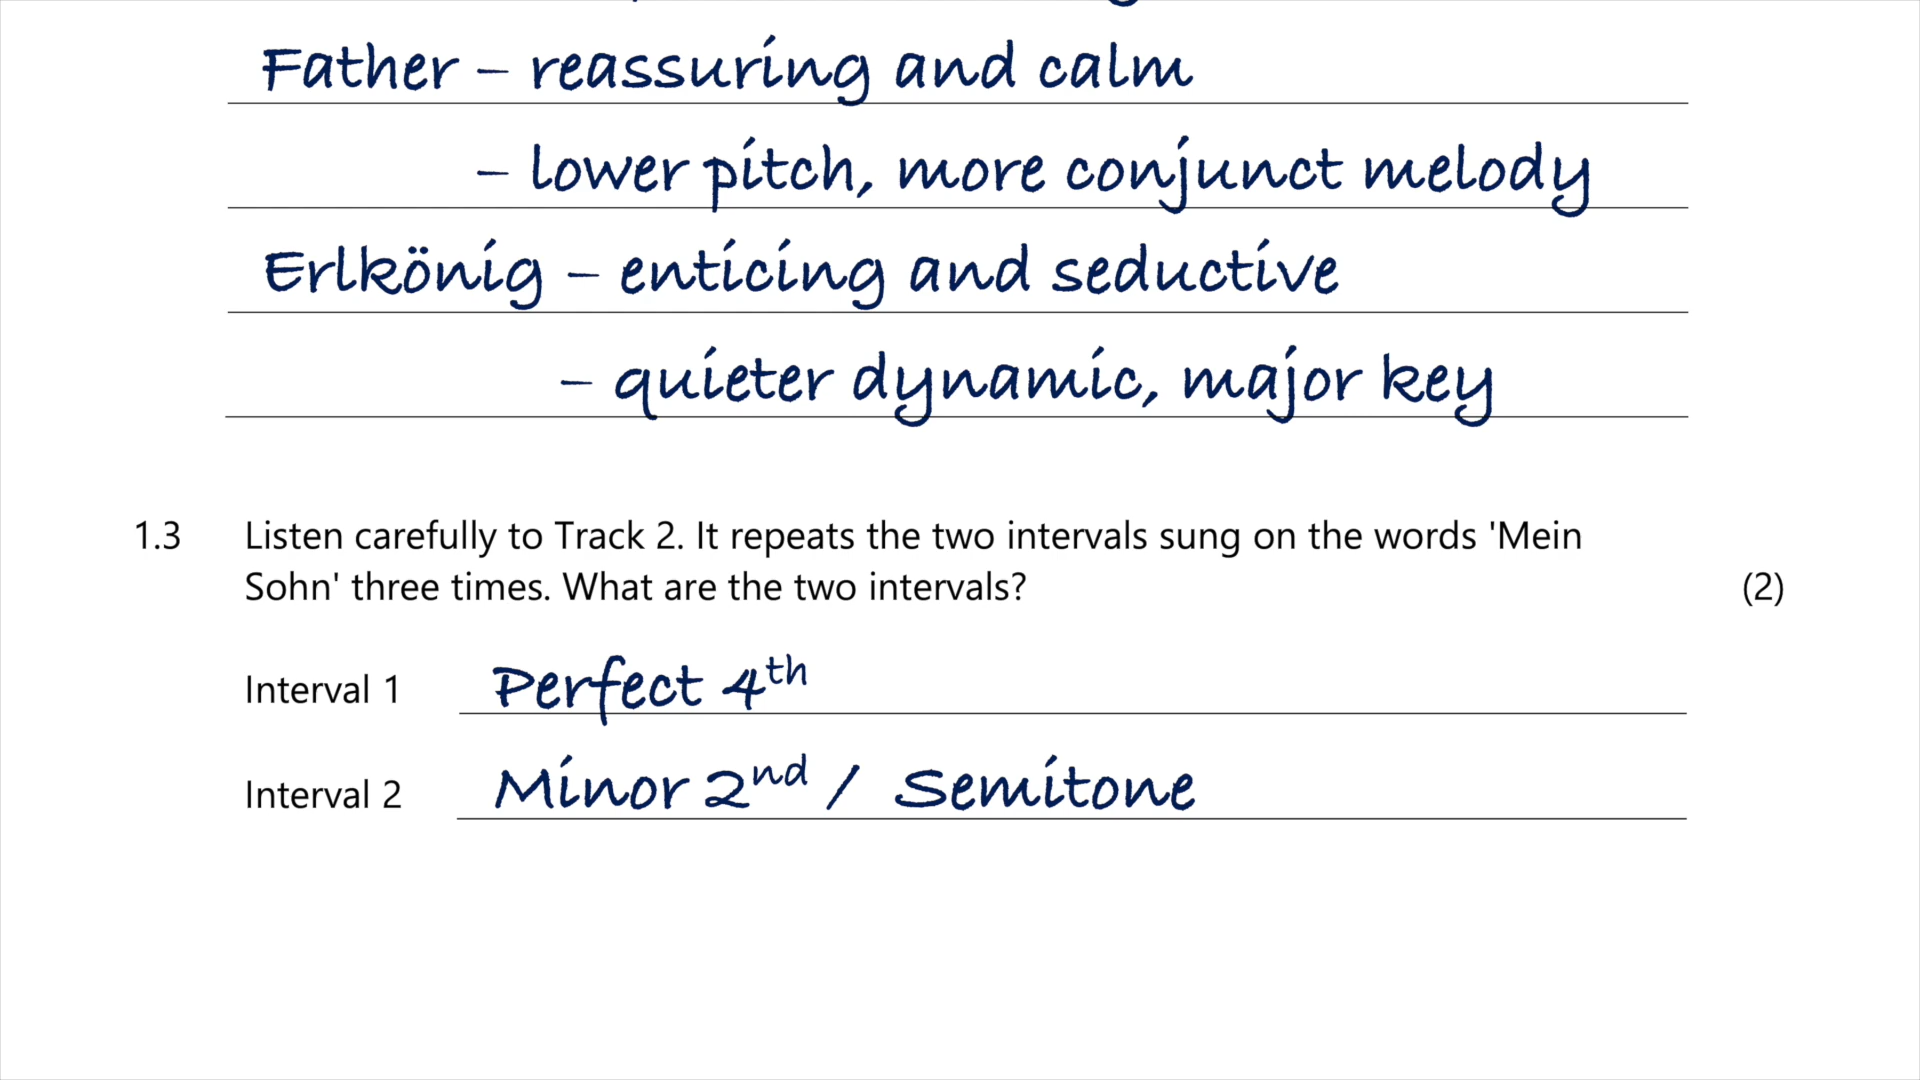 Father – reassuring and calm
– lower pitch, more conjunct melody
Erlkönig – enticing and seductive
– quieter dynamic, major key
1.3 Listen carefully to Track 2. It repeats the two intervals sung on the words 'Mein
Sohn' three times. What are the two intervals? (2)
Interval 1 Perfect 4th
Interval 2 Minor 2nd / Semitone